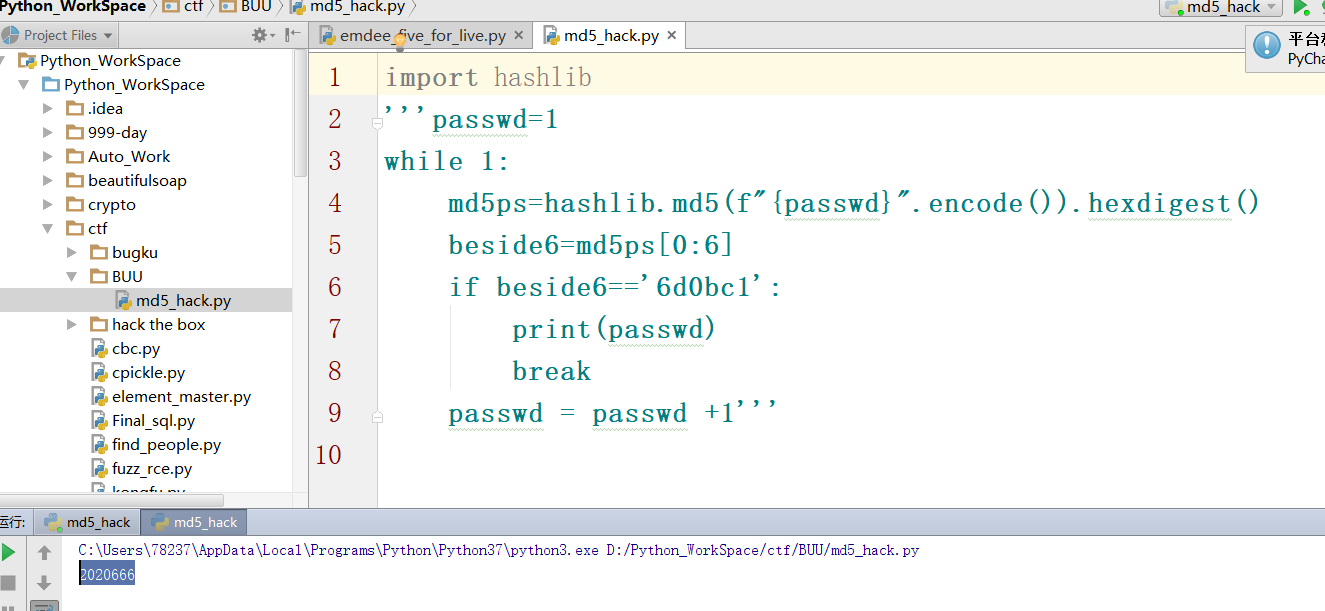 Python_WorkSpace ctf BUU md5_hack.py
md5_hack
Project Files
emdee_five_for_live.py
md5_hack.py
PyCha
Python_WorkSpace
Python_WorkSpace
.idea
999-day
Auto_Work
beautifulsoap
crypto
ctf
bugku
BUU
md5_hack.py
hack the box
cbc.py
cpickle.py
element_master.py
Final_sql.py
find_people.py
fuzz_rce.py
kongfu.py
1 import hashlib
2 '''passwd=1
3 while 1:
4 md5ps=hashlib.md5(f"{passwd}".encode()).hexdigest()
5 beside6=md5ps[0:6]
6 if beside6=='6d0bc1':
7 print(passwd)
8 break
9 passwd = passwd +1'''
10
运行:
md5_hack
md5_hack
C:\Users\78237\AppData\Local\Programs\Python\Python37\python3.exe D:/Python_WorkSpace/ctf/BUU/md5_hack.py
2020666